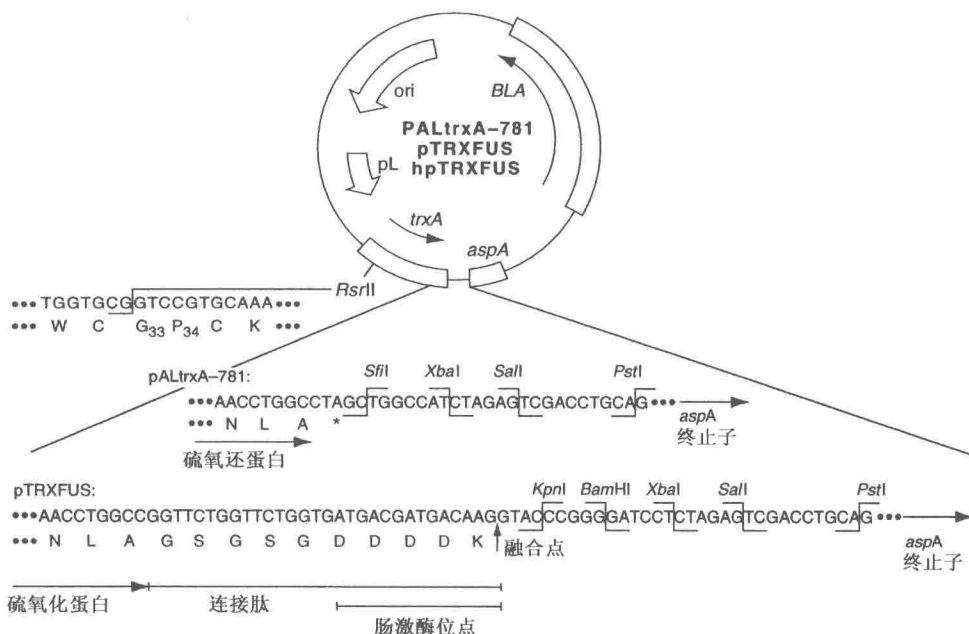 ori
BLA
PALtrxA-781
pTRXFUS
hpTRXFUS
pL
trxA
aspA
RsrII
••• TGGTGCGGTCCGTGCAAA •••
••• W C G33 P34 C K •••
pALtrxA-781:
SfiI XbaI SalI PstI
•••AACCTGGCCTAGCTGGCCATCTAGAGTCGACCTGCAG•••
••• N L A *
aspA
终止子
硫氧还蛋白
pTRXFUS:
KpnI BamHI XbaI SalI PstI
•••AACCTGGCCGGTTCTGGTTCTGGTGATGACGATGACAAGGTACCCGGGGATCCTCTAGAGTCGACCTGCAG•••
••• N L A G S G S G D D D D K 融合点
aspA
终止子
硫氧化蛋白 连接肽
肠激酶位点